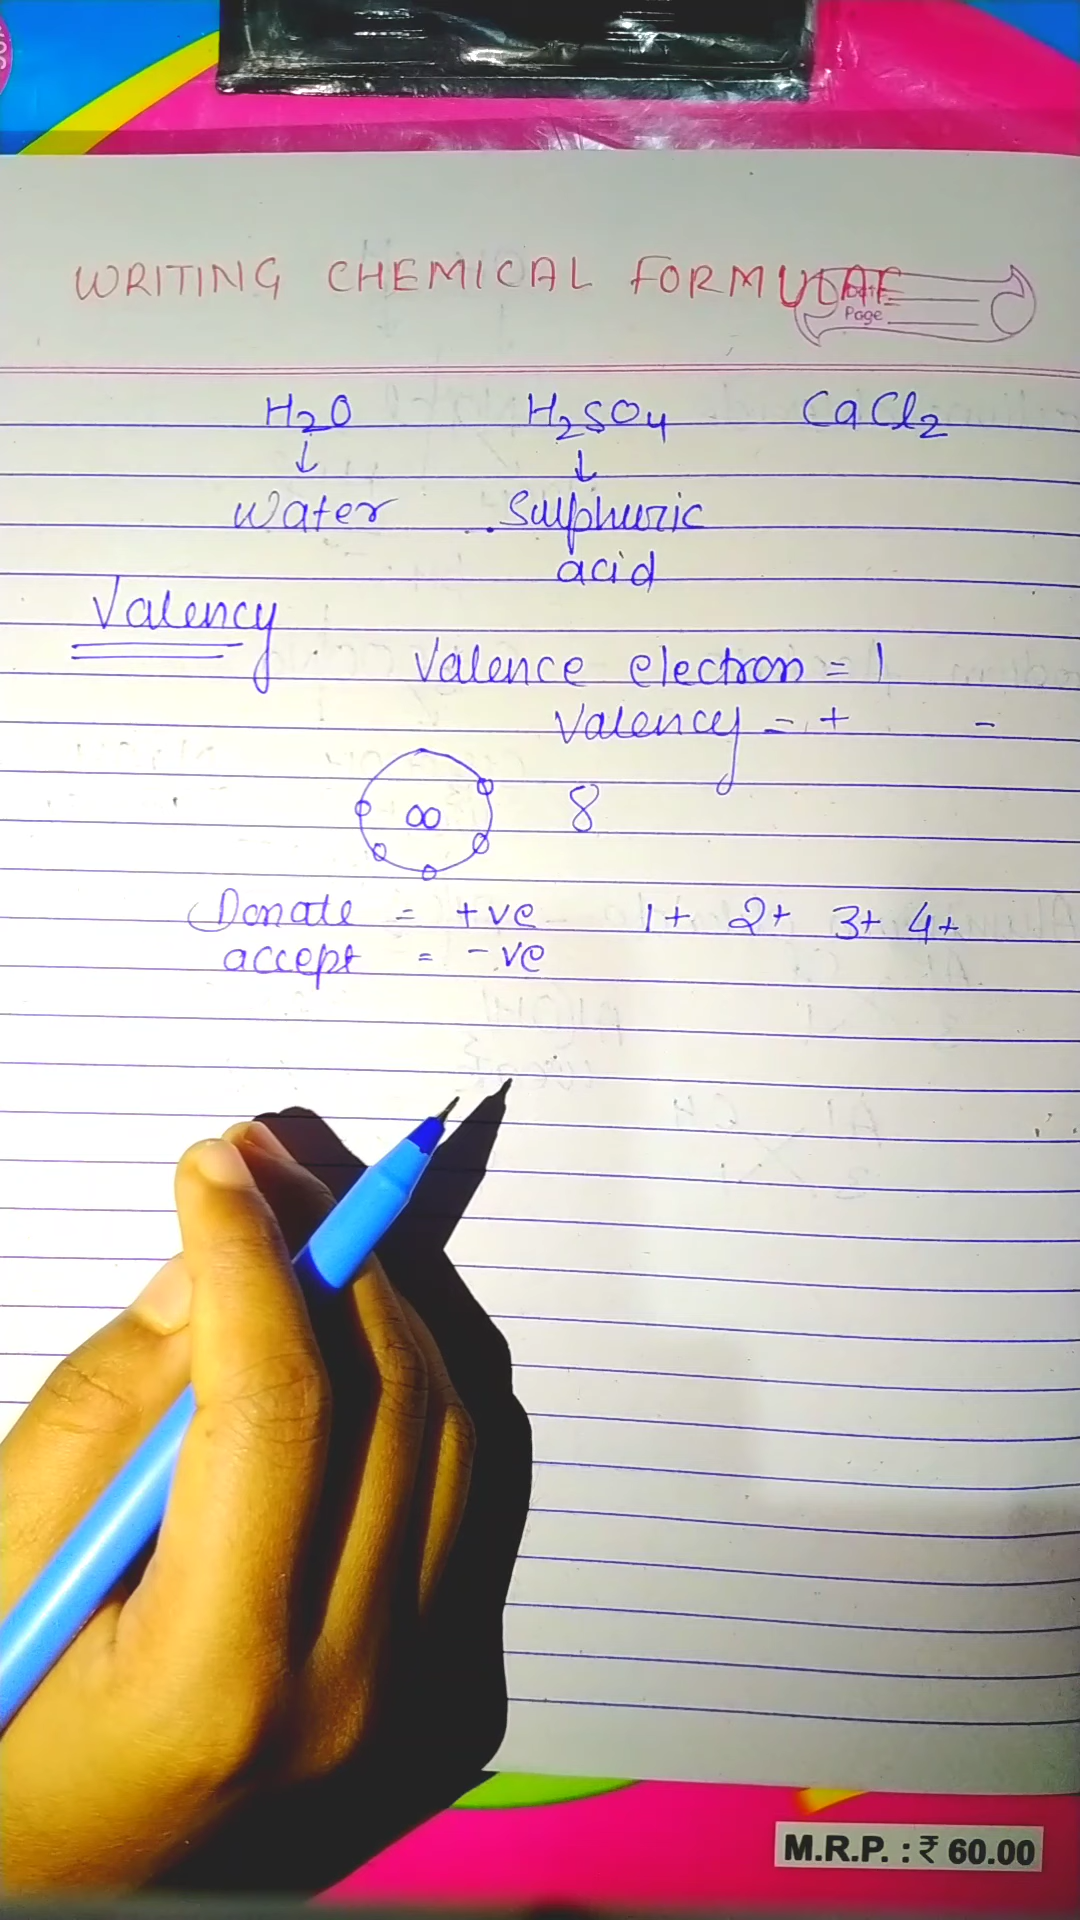 WRITING CHEMICAL FORMULAE
Page
H2O H2SO4 CaCl2
↓ ↓
Water Sulphuric
acid
Valency
Valence electron = 1
Valency = + -
8
Donate = +ve 1+ 2+ 3+ 4+
accept = -ve
M.R.P. : ₹ 60.00